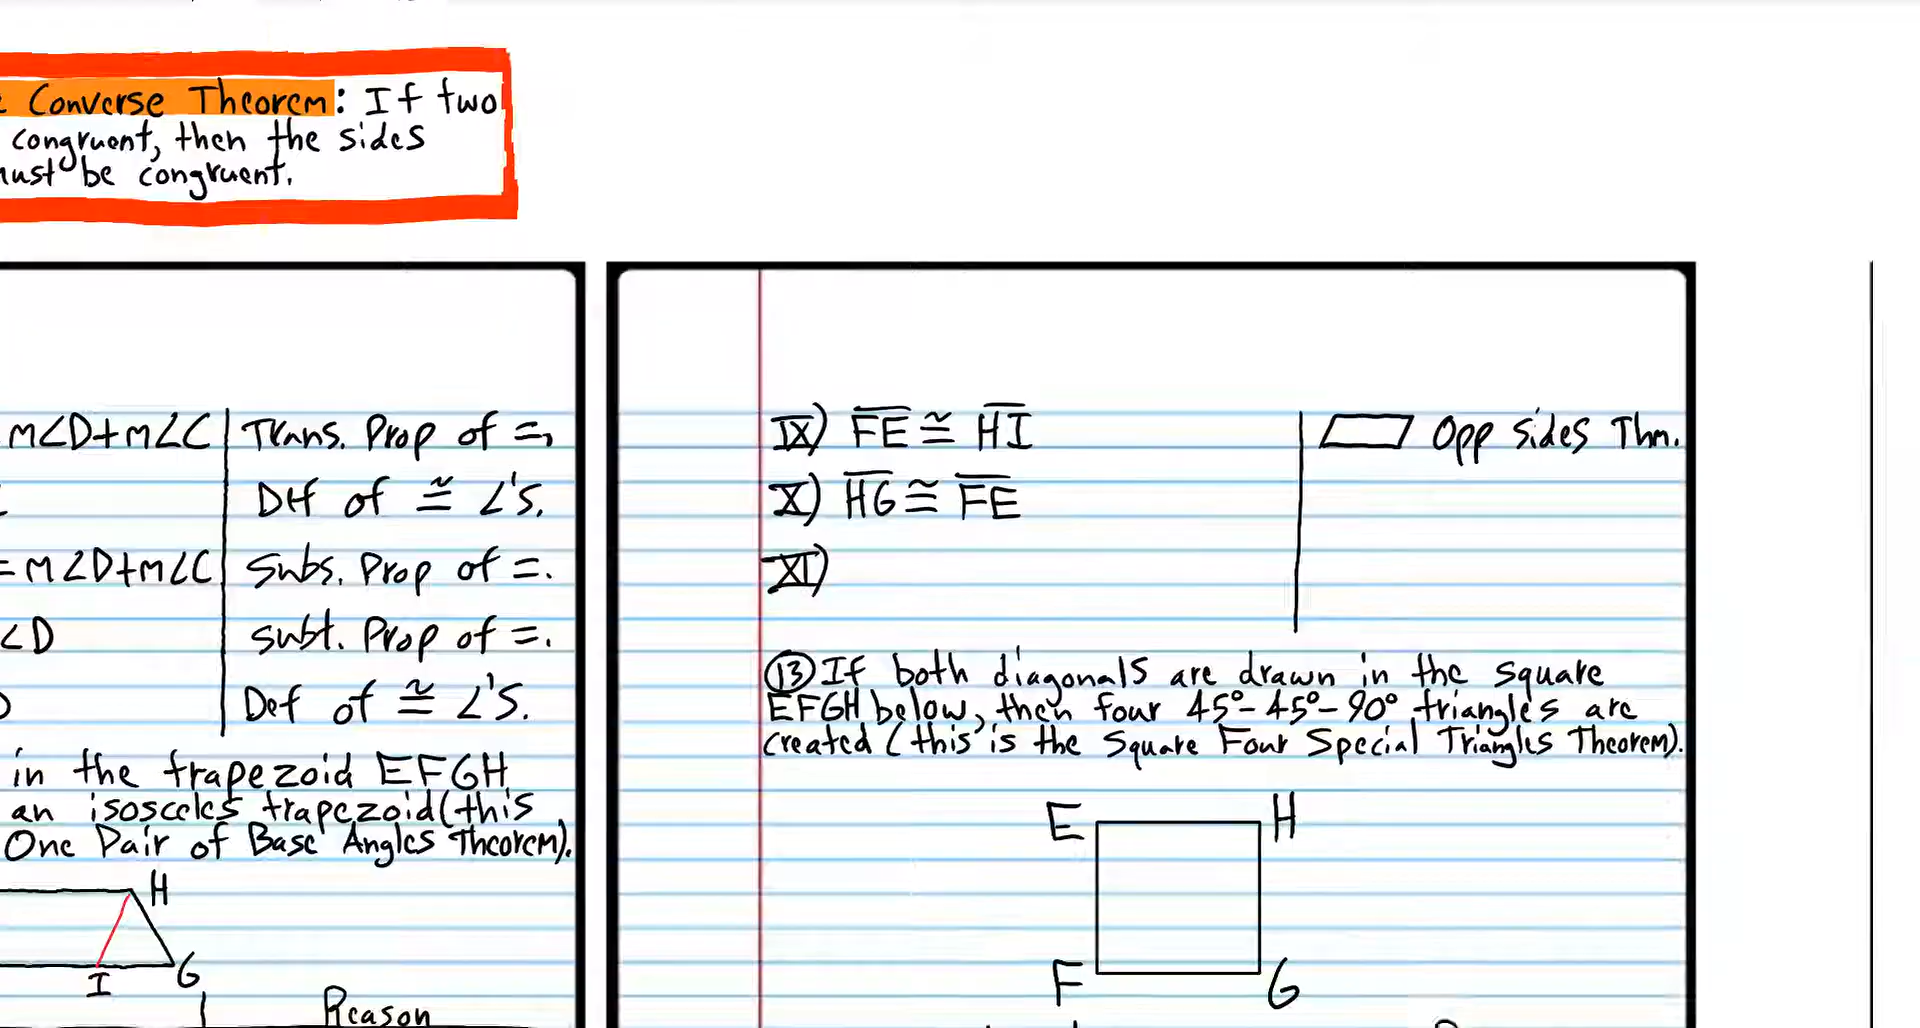 Converse Theorem: If two
congruent, then the sides
must be congruent.
m∠D+m∠C | Trans. Prop of =,
Def of ≅ ∠'s.
=m∠D+m∠C | Subs. Prop of =.
∠D | Subt. Prop of =.
Def of ≅ ∠'s.
in the trapezoid EFGH,
an isosceles trapezoid (this
One Pair of Base Angles Theorem).
H
I G
Reason
IX) FE ≅ HI | ▱ Opp sides Thm.
X) HG ≅ FE
XI)
13 If both diagonals are drawn in the square
EFGH below, then four 45°-45°-90° triangles are
created (this is the Square Four Special Triangles Theorem).
E H
F G